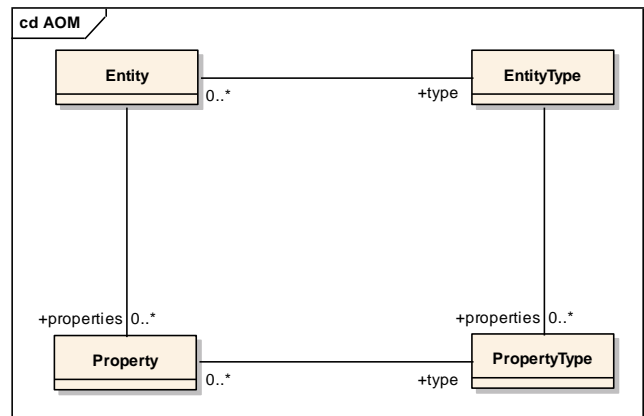 cd AOM
Entity
EntityType
0..*
+type
+properties 0..*
+properties 0..*
Property
PropertyType
0..*
+type